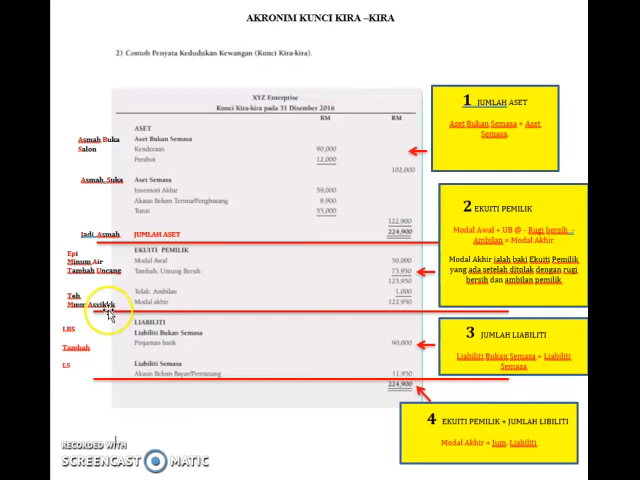 AKRONIM KUNCI KIRA –KIRA
2) Contoh Penyata Kedudukan Kewangan (Kunci Kira-kira).
XYZ Enterprise
Kunci Kira-kira pada 31 Disember 2016
RM RM
ASET
Asmah Buka Salon
Aset Bukan Semasa
Kenderaan 90,000
Perabot 12,000
102,000
Asmah Suka
Aset Semasa
Inventori Akhir 59,000
Akaun Belum Terima/Penghutang 8,900
Tunai 55,000
122,900
Jadi Asmah JUMLAH ASET 224,900
Epi
Minum Air
Tambah Uncang
EKUITI PEMILIK
Modal Awal 50,000
Tambah: Untung Bersih 73,950
123,950
Teh
Mmm Asyikyk
Tolak: Ambilan 1,000
Modal akhir 122,950
LBS
LIABILITI
Liabiliti Bukan Semasa
Tambah
Pinjaman bank 90,000
LS
Liabiliti Semasa
Akaun Belum Bayar/Pemiutang 11,950
224,900
1 JUMLAH ASET
Aset Bukan Semasa + Aset
Semasa.
2 EKUITI PEMILIK
Modal Awal + UB @ - Rugi bersih -
Ambilan = Modal Akhir
Modal Akhir ialah baki Ekuiti Pemilik
yang ada setelah ditolak dengan rugi
bersih dan ambilan pemilik
3 JUMLAH LIABILITI
Liabiliti Bukan Semasa + Liabiliti
Semasa
4 EKUITI PEMILIK + JUMLAH LIBILITI
Modal Akhir + Jum. Liabiliti
RECORDED WITH
SCREENCAST MATIC